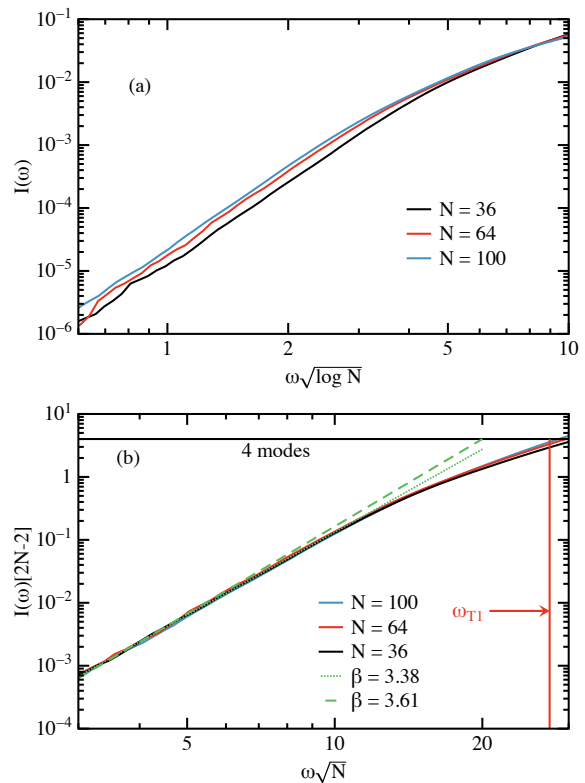 10⁻¹
(a)
10⁻²
10⁻³
I(ω)
10⁻⁴
N = 36
N = 64
10⁻⁵
N = 100
10⁻⁶
1 2 5 10
ω√log N
10¹
(b) 4 modes
1
10⁻¹
I(ω)[2N-2]
N = 100
10⁻²
N = 64
ω_T1
N = 36
10⁻³
β = 3.38
β = 3.61
10⁻⁴
5 10 20
ω√N